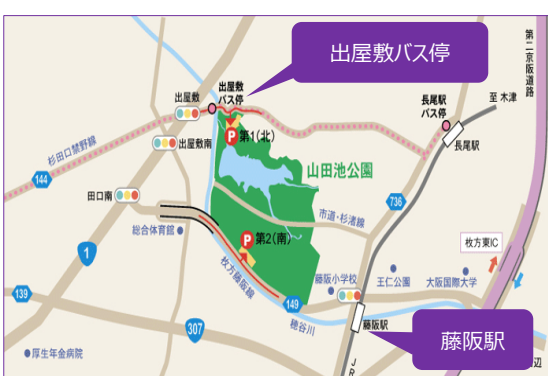 出屋敷バス停
第二京阪道路
出屋敷
バス停
出屋敷
長尾駅
バス停
至 木津
杉田口禁野線
出屋敷南
P 第1(北)
長尾駅
144
山田池公園
田口南
736
市道・杉渚線
総合体育館
P 第2(南)
枚方東IC
1
枚方藤阪線
藤阪小学校
王仁公園
大阪国際大学
139
149
307
穂谷川
藤阪駅
藤阪駅
厚生年金病院
JR
辺